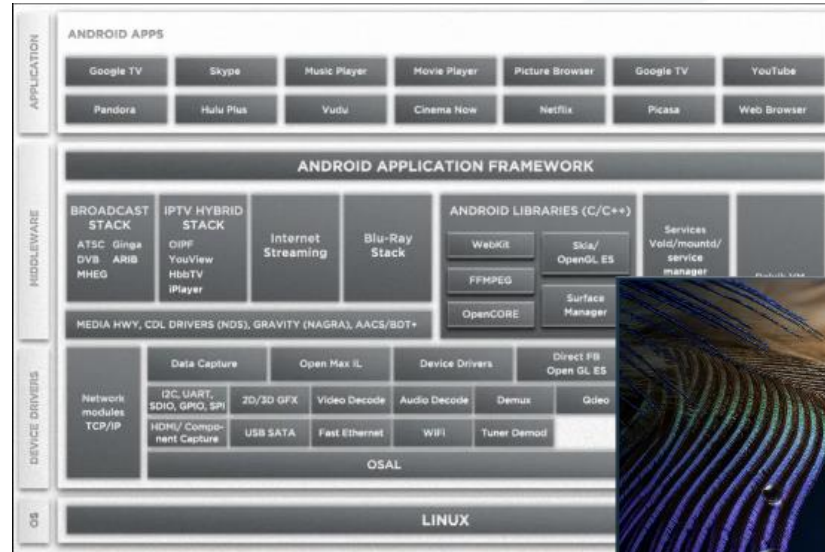 APPLICATION
ANDROID APPS
Google TV
Skype
Music Player
Movie Player
Picture Browser
Google TV
YouTube
Pandora
Hulu Plus
Vudu
Cinema Now
Netflix
Picasa
Web Browser
MIDDLEWARE
ANDROID APPLICATION FRAMEWORK
BROADCAST
STACK
ATSC Ginga
DVB ARIB
MHEG
IPTV HYBRID
STACK
OIPF
YouView
HbbTV
iPlayer
Internet
Streaming
Blu-Ray
Stack
ANDROID LIBRARIES (C/C++)
WebKit
Skia/
OpenGL ES
FFMPEG
OpenCORE
Surface
Manager
Services
Vold/mountd/
service
manager
MEDIA HWY, CDL DRIVERS (NDS), GRAVITY (NAGRA), AACS/BDT+
DEVICE DRIVERS
Network
modules
TCP/IP
Data Capture
Open Max IL
Device Drivers
Direct FB
Open GL ES
I2C, UART,
SDIO, GPIO, SPI
2D/3D GFX
Video Decode
Audio Decode
Demux
Qdeo
HDMI/ Compo-
nent Capture
USB SATA
Fast Ethernet
WiFi
Tuner Demod
OSAL
OS
LINUX